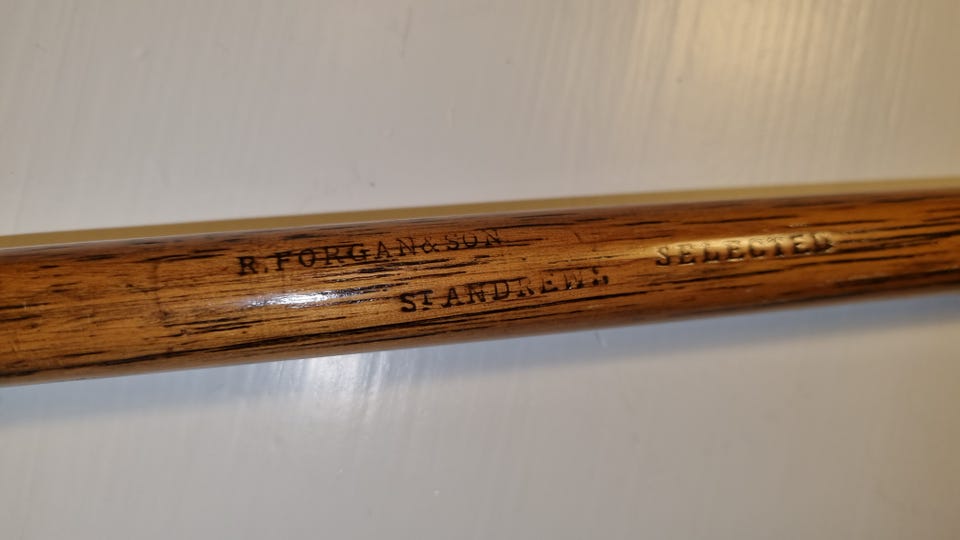 R.FORGAN & SON
ST ANDREWS
SELECTED